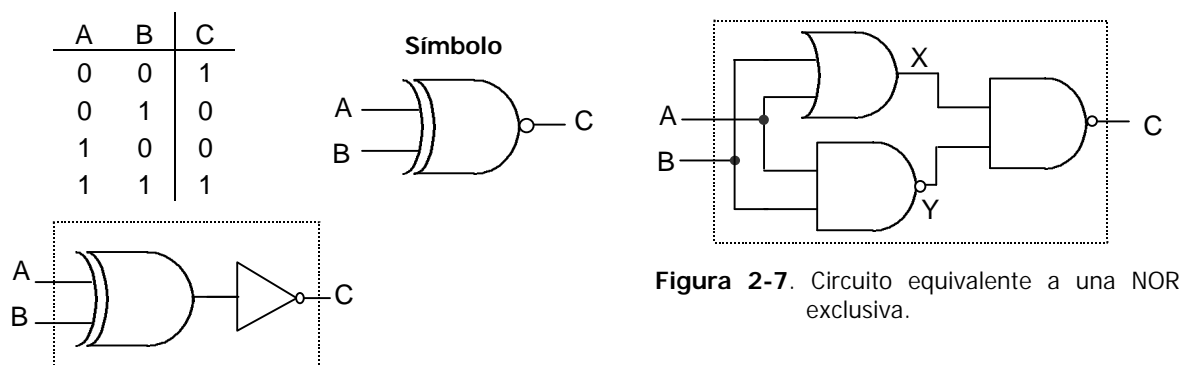 A B C
0 0 1
0 1 0
1 0 0
1 1 1
Símbolo
A
B
C
A
B
C
A
B
X
Y
C
Figura 2-7. Circuito equivalente a una NOR
exclusiva.